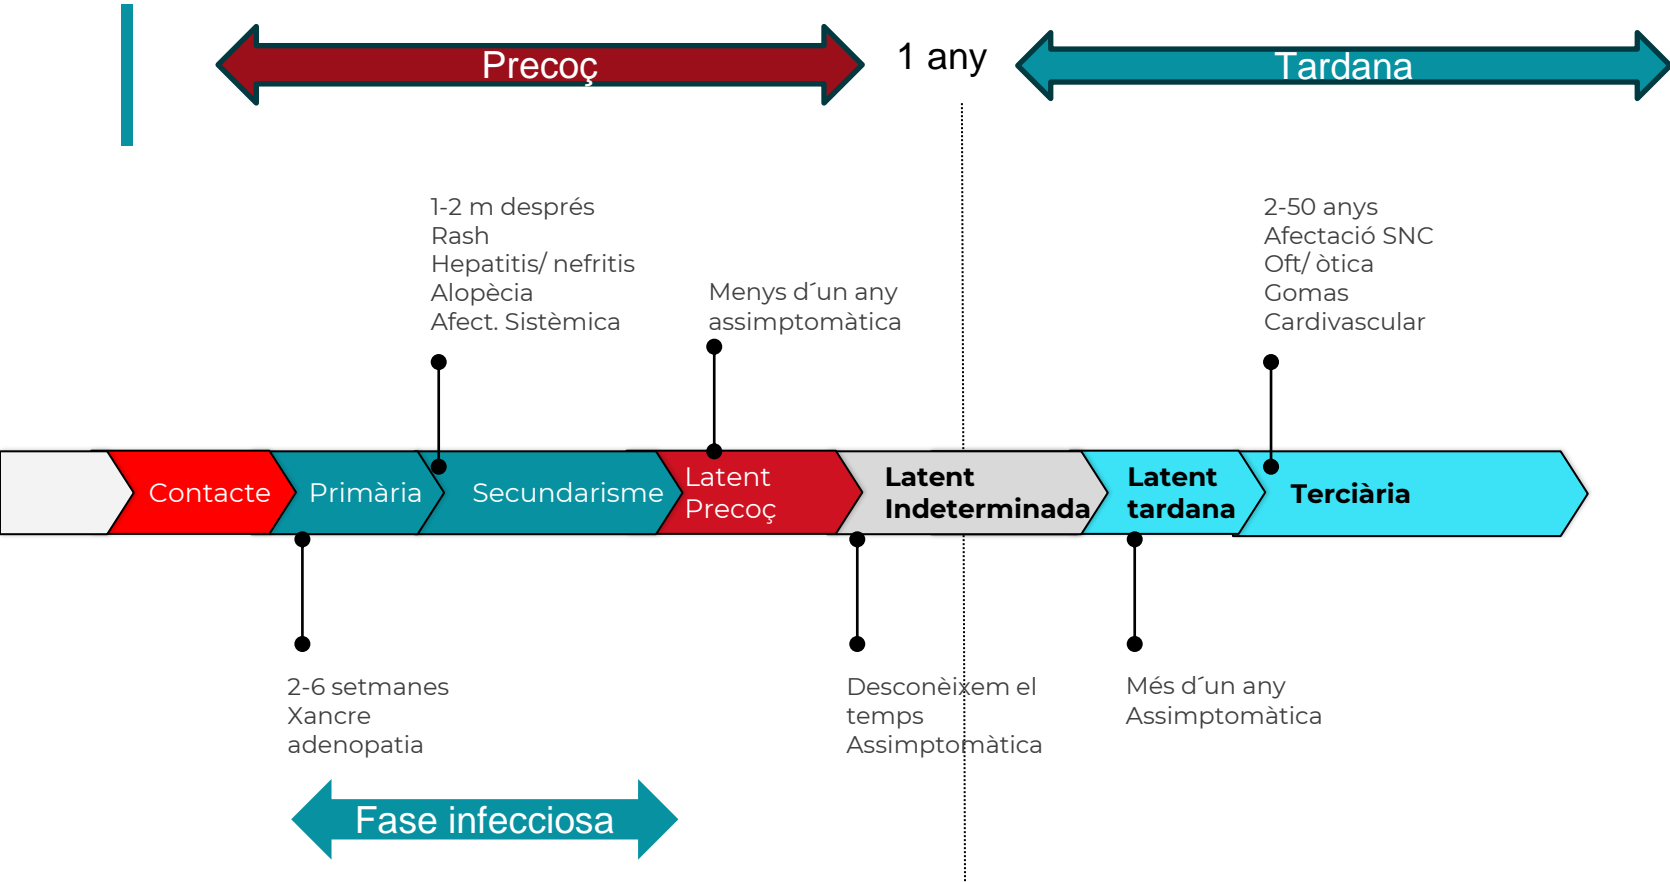 Precoç
1 any
Tardana
1-2 m després
Rash
Hepatitis/ nefritis
Alopècia
Afect. Sistèmica
Menys d´un any
assimptomàtica
2-50 anys
Afectació SNC
Oft/ òtica
Gomas
Cardivascular
Contacte
Primària
Secundarisme
Latent
Precoç
Latent
Indeterminada
Latent
tardana
Terciària
2-6 setmanes
Xancre
adenopatia
Desconèixem el
temps
Assimptomàtica
Més d´un any
Assimptomàtica
Fase infecciosa